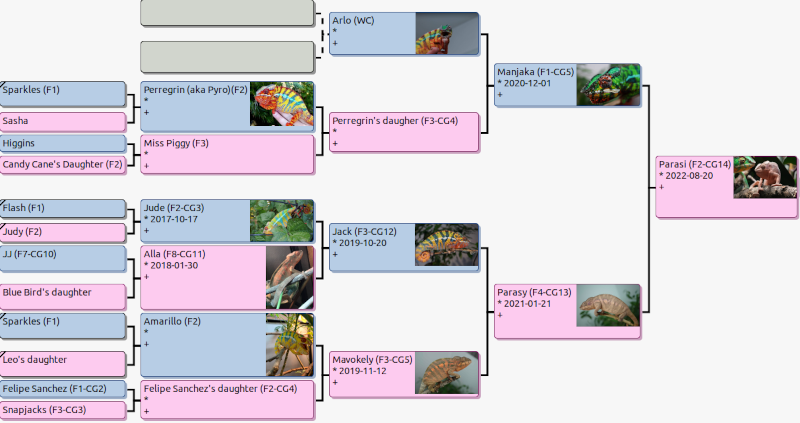 Arlo (WC)
*
+
Sparkles (F1)
Sasha
Perregrin (aka Pyro)(F2)
*
+
Higgins
Candy Cane's Daughter (F2)
Miss Piggy (F3)
*
+
Perregrin's daugher (F3-CG4)
*
+
Manjaka (F1-CG5)
* 2020-12-01
+
Parasi (F2-CG14)
* 2022-08-20
+
Flash (F1)
Judy (F2)
Jude (F2-CG3)
* 2017-10-17
+
JJ (F7-CG10)
Blue Bird's daughter
Alla (F8-CG11)
* 2018-01-30
+
Jack (F3-CG12)
* 2019-10-20
+
Parasy (F4-CG13)
* 2021-01-21
+
Sparkles (F1)
Leo's daughter
Amarillo (F2)
*
+
Mavokely (F3-CG5)
* 2019-11-12
+
Felipe Sanchez (F1-CG2)
Snapjacks (F3-CG3)
Felipe Sanchez's daughter (F2-CG4)
*
+